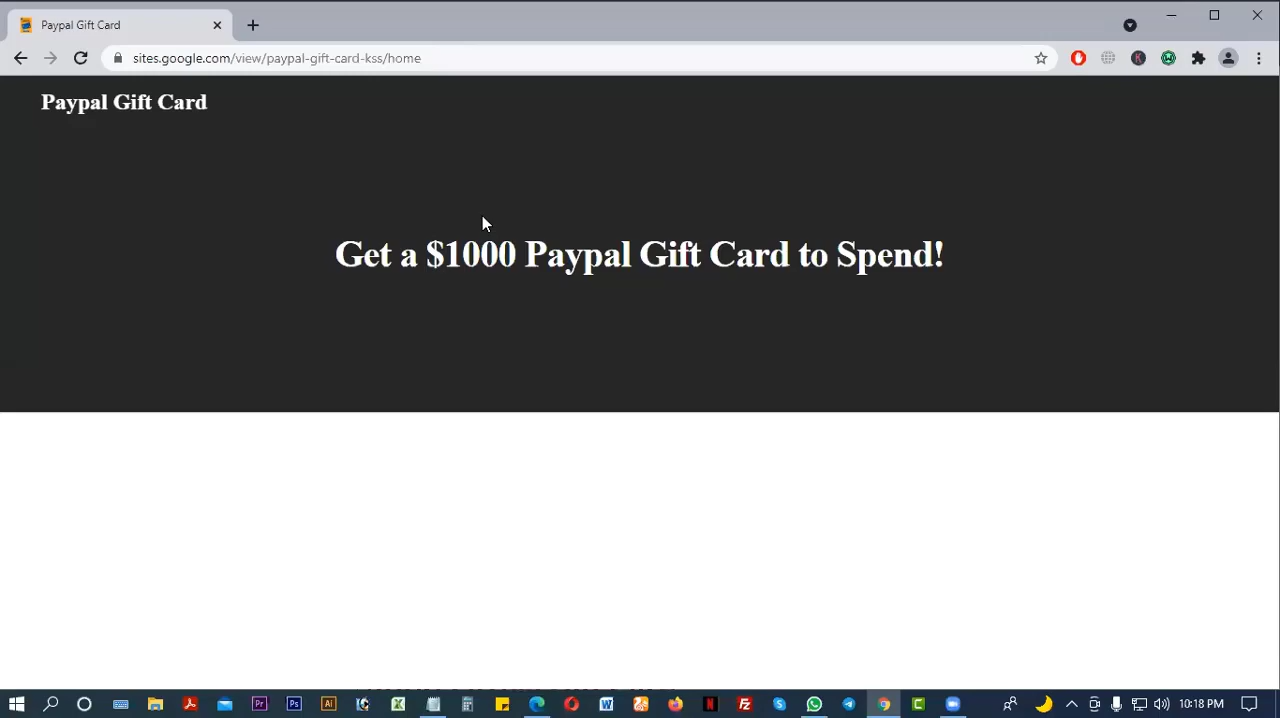 Paypal Gift Card
sites.google.com/view/paypal-gift-card-kss/home
Paypal Gift Card
Get a $1000 Paypal Gift Card to Spend!
10:18 PM